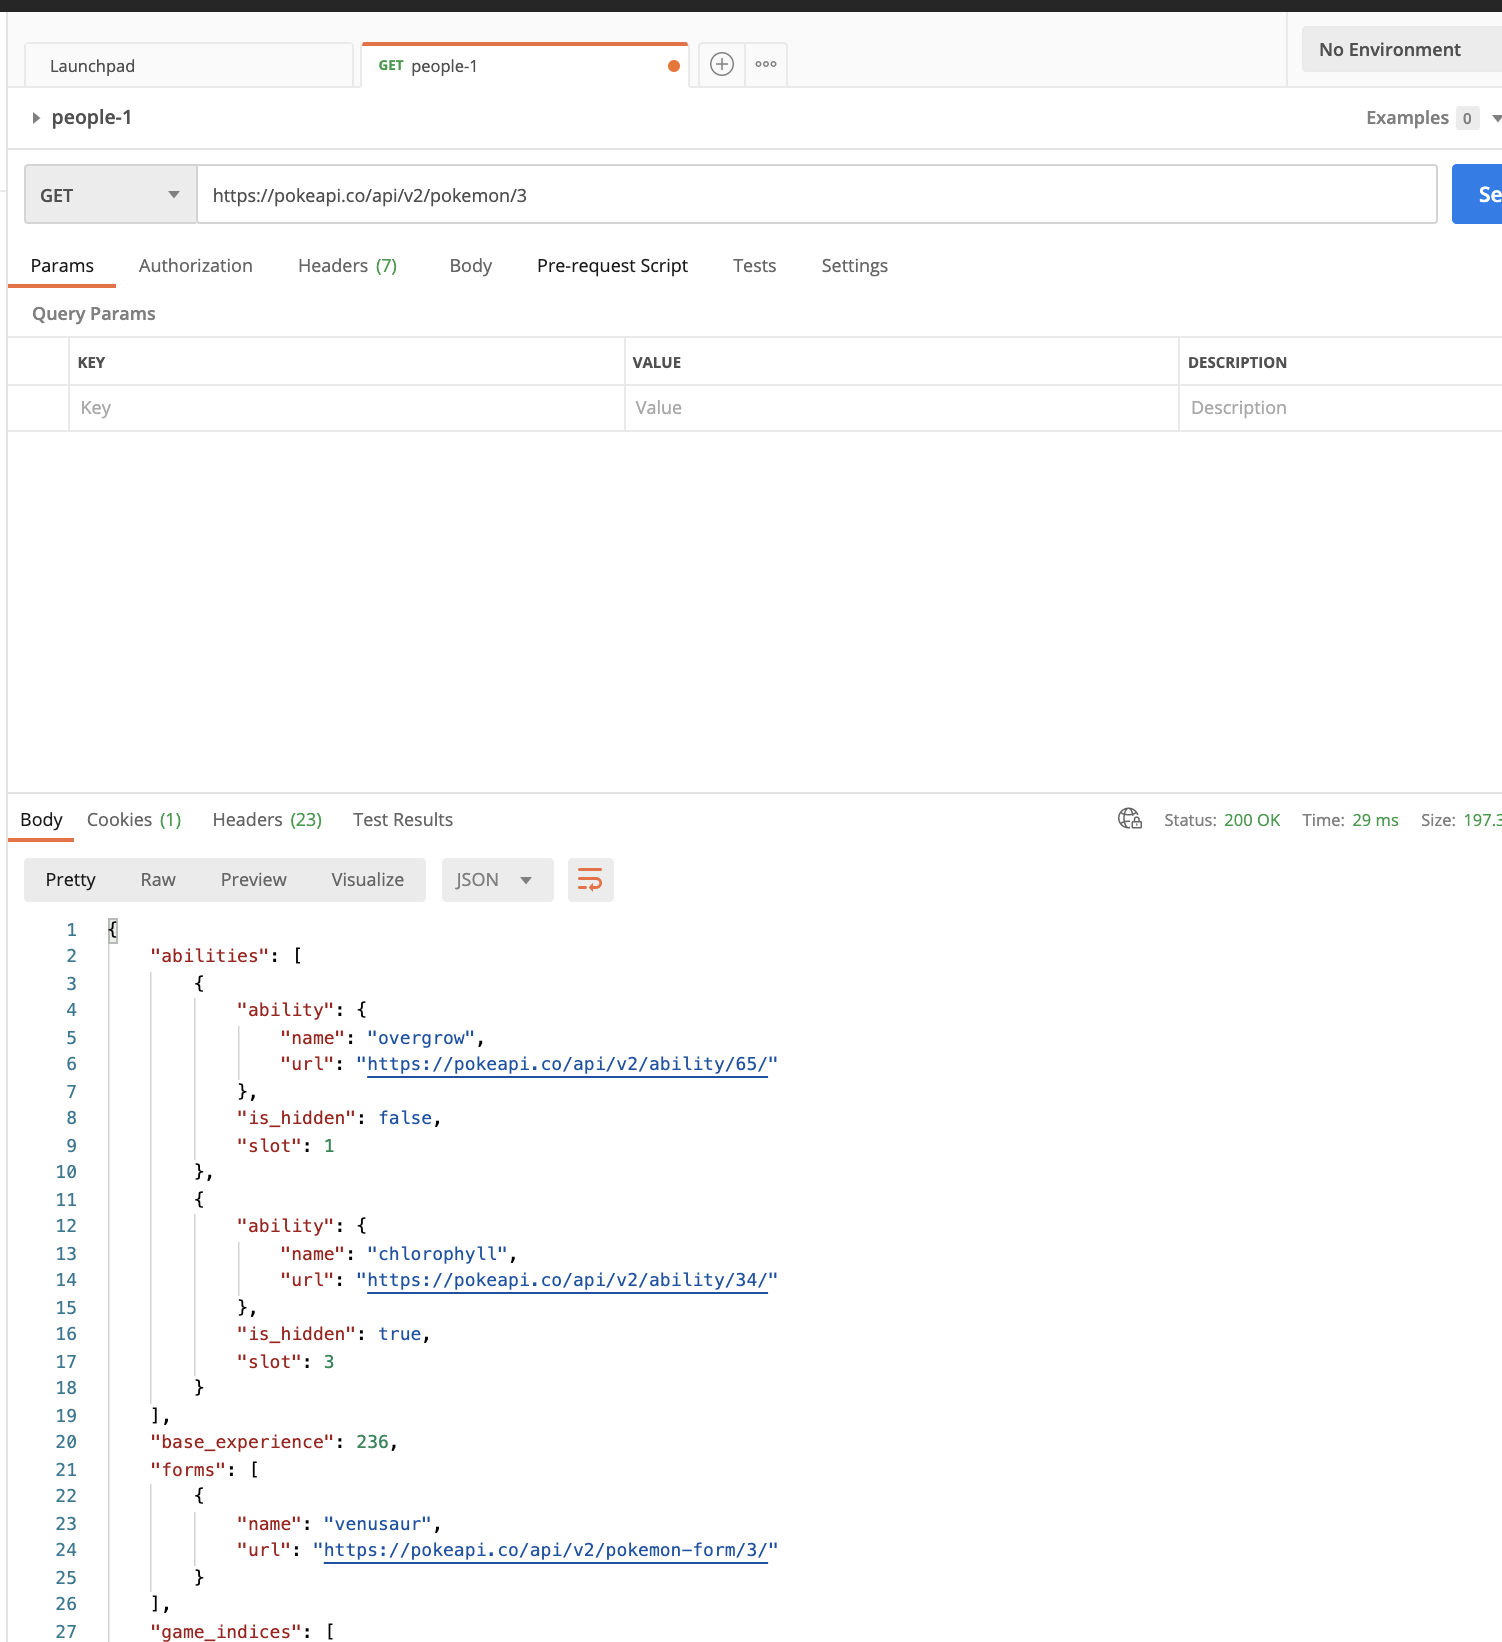 Launchpad
GET people-1
No Environment
people-1
Examples 0
GET https://pokeapi.co/api/v2/pokemon/3
Params Authorization Headers (7) Body Pre-request Script Tests Settings
Query Params
KEY VALUE DESCRIPTION
Key Value Description
Body Cookies (1) Headers (23) Test Results Status: 200 OK Time: 29 ms Size: 197.3
Pretty Raw Preview Visualize JSON
1 {
2 "abilities": [
3 {
4 "ability": {
5 "name": "overgrow",
6 "url": "https://pokeapi.co/api/v2/ability/65/"
7 },
8 "is_hidden": false,
9 "slot": 1
10 },
11 {
12 "ability": {
13 "name": "chlorophyll",
14 "url": "https://pokeapi.co/api/v2/ability/34/"
15 },
16 "is_hidden": true,
17 "slot": 3
18 }
19 ],
20 "base_experience": 236,
21 "forms": [
22 {
23 "name": "venusaur",
24 "url": "https://pokeapi.co/api/v2/pokemon-form/3/"
25 }
26 ],
27 "game_indices": [